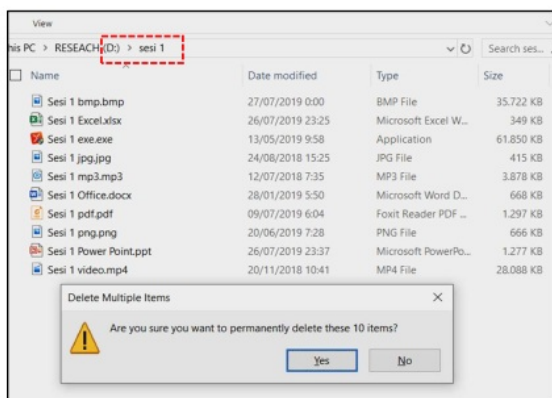 View
his PC > RESEACH (D:) > sesi 1 Search ses...
Name Date modified Type Size
Sesi 1 bmp.bmp 27/07/2019 0:00 BMP File 35.722 KB
Sesi 1 Excel.xlsx 26/07/2019 23:25 Microsoft Excel W... 349 KB
Sesi 1 exe.exe 13/05/2019 9:58 Application 61.850 KB
Sesi 1 jpg.jpg 24/08/2018 15:25 JPG File 415 KB
Sesi 1 mp3.mp3 12/07/2018 7:35 MP3 File 3.878 KB
Sesi 1 Office.docx 28/01/2019 5:50 Microsoft Word D... 668 KB
Sesi 1 pdf.pdf 09/07/2019 6:04 Foxit Reader PDF ... 1.297 KB
Sesi 1 png.png 20/06/2019 7:28 PNG File 666 KB
Sesi 1 Power Point.ppt 26/07/2019 23:37 Microsoft PowerPo... 1.277 KB
Sesi 1 video.mp4 20/11/2018 10:41 MP4 File 28.088 KB
Delete Multiple Items
Are you sure you want to permanently delete these 10 items?
Yes No